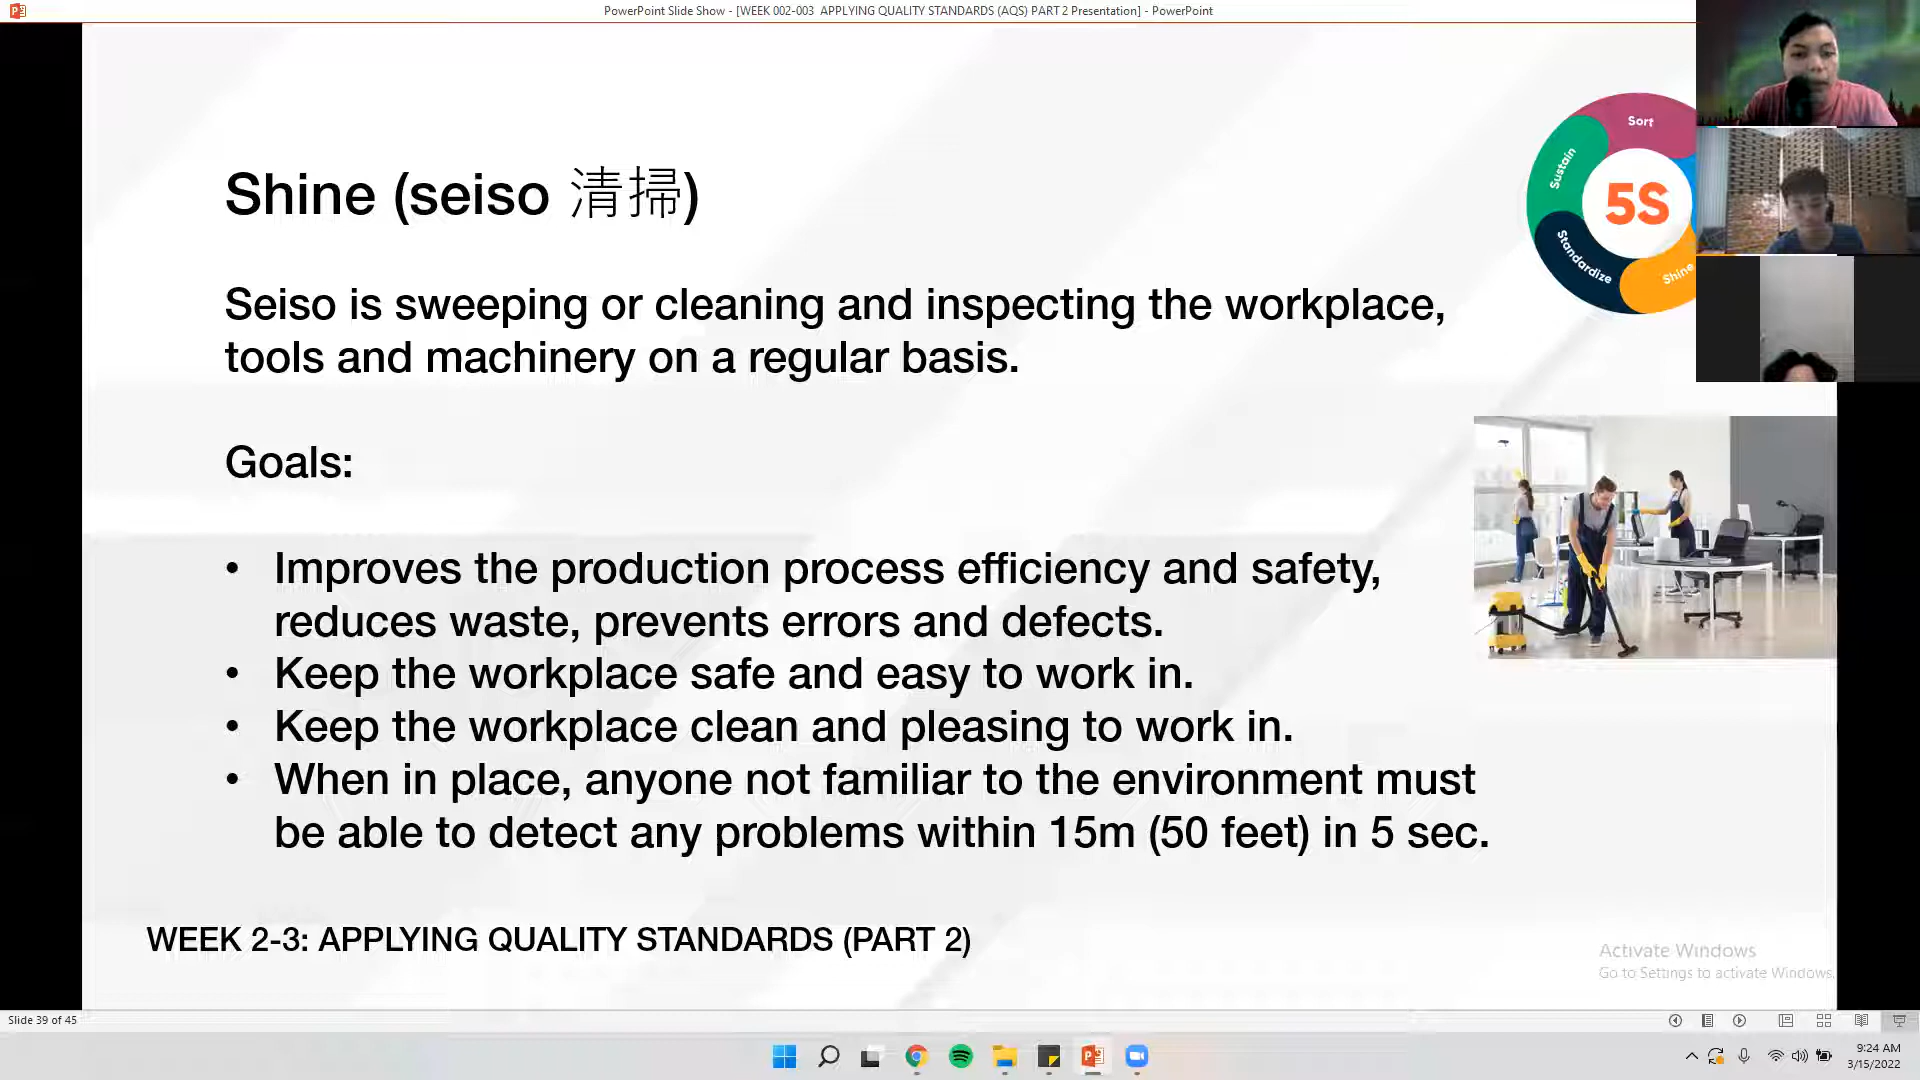 PowerPoint Slide Show - [WEEK 002-003  APPLYING QUALITY STANDARDS (AQS) PART 2 Presentation] - PowerPoint
Shine (seiso 清掃)
Sort
Sustain
5S
Standardize
Shine
Seiso is sweeping or cleaning and inspecting the workplace,
tools and machinery on a regular basis.
Goals:
• Improves the production process efficiency and safety,
reduces waste, prevents errors and defects.
• Keep the workplace safe and easy to work in.
• Keep the workplace clean and pleasing to work in.
• When in place, anyone not familiar to the environment must
be able to detect any problems within 15m (50 feet) in 5 sec.
WEEK 2-3: APPLYING QUALITY STANDARDS (PART 2)
Activate Windows
Go to Settings to activate Windows.
Slide 39 of 45
9:24 AM
3/15/2022